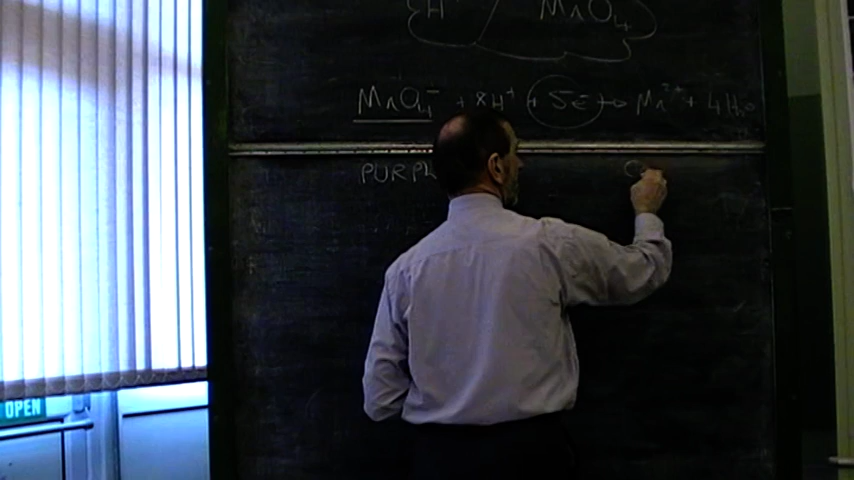 H⁺ MnO₄
MnO₄⁻ + 8H⁺ + 5e⁻ → Mn²⁺ + 4H₂O
PURPL
OPEN